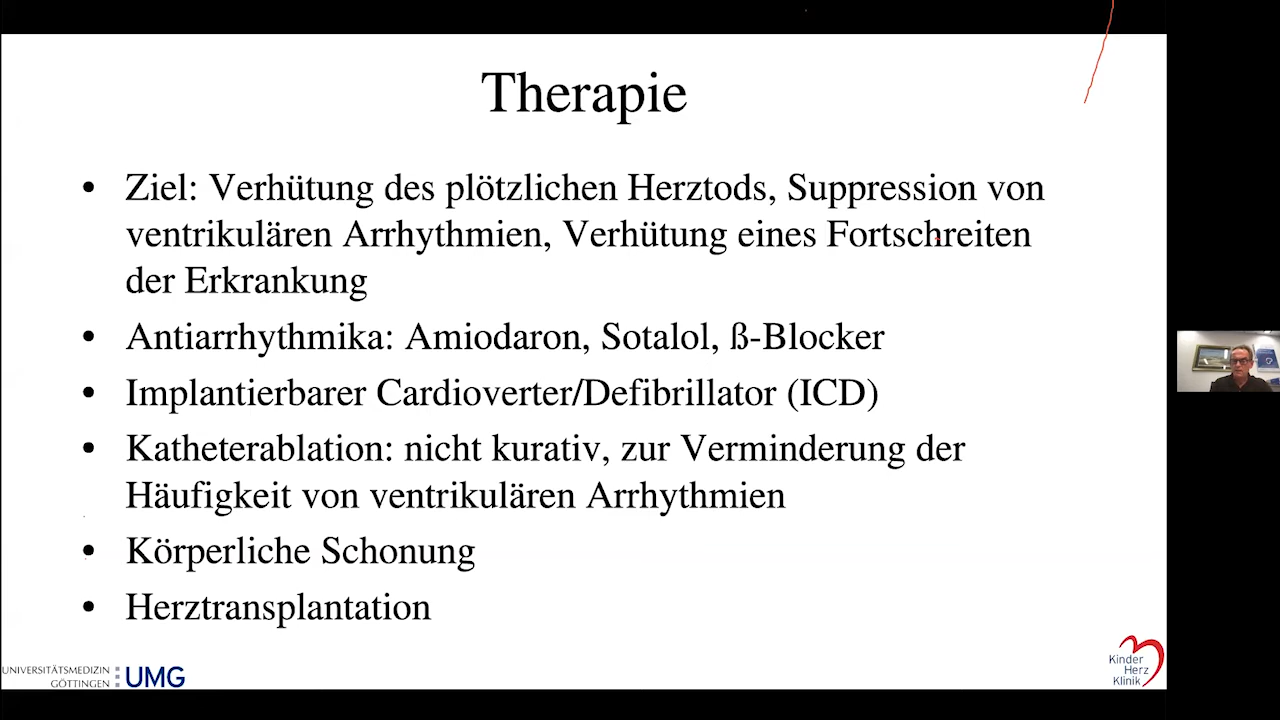 Therapie
• Ziel: Verhütung des plötzlichen Herztods, Suppression von
ventrikulären Arrhythmien, Verhütung eines Fortschreiten
der Erkrankung
• Antiarrhythmika: Amiodaron, Sotalol, ß-Blocker
• Implantierbarer Cardioverter/Defibrillator (ICD)
• Katheterablation: nicht kurativ, zur Verminderung der
Häufigkeit von ventrikulären Arrhythmien
• Körperliche Schonung
• Herztransplantation
UNIVERSITÄTSMEDIZIN
GÖTTINGEN
UMG
Kinder
Herz
Klinik